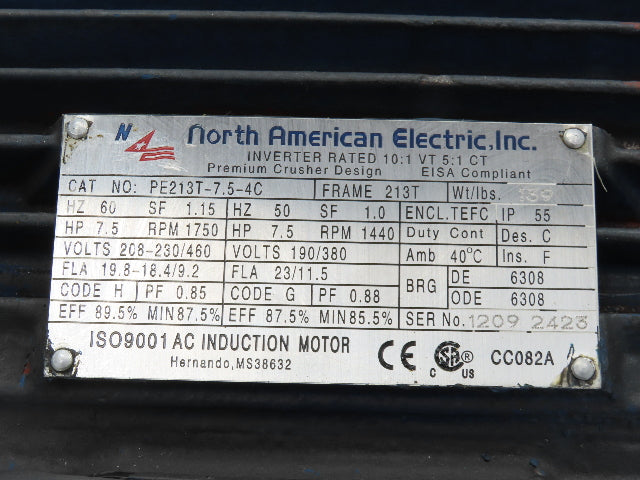 N North American Electric, Inc.
INVERTER RATED 10:1 VT 5:1 CT
Premium Crusher Design EISA Compliant
CAT NO: PE213T-7.5-4C FRAME 213T Wt/lbs. 139
HZ 60 SF 1.15 HZ 50 SF 1.0 ENCL.TEFC IP 55
HP 7.5 RPM 1750 HP 7.5 RPM 1440 Duty Cont Des. C
VOLTS 208-230/460 VOLTS 190/380 Amb 40°C Ins. F
FLA 19.8-18.4/9.2 FLA 23/11.5 BRG DE 6308
CODE H PF 0.85 CODE G PF 0.88 ODE 6308
EFF 89.5% MIN87.5% EFF 87.5% MIN85.5% SER No. 1209 2423
ISO9001 AC INDUCTION MOTOR
Hernando, MS38632
CE C SA ® C US CC082A